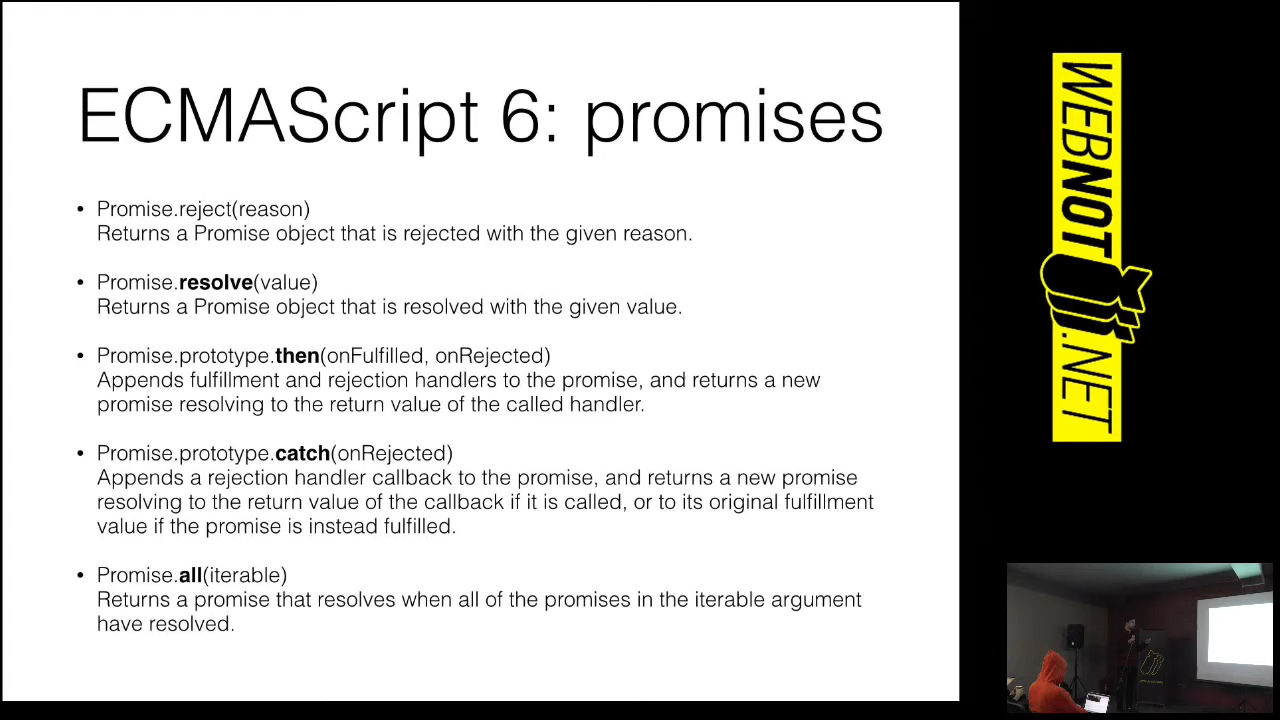 ECMAScript 6: promises
• Promise.reject(reason)
Returns a Promise object that is rejected with the given reason.
• Promise.resolve(value)
Returns a Promise object that is resolved with the given value.
• Promise.prototype.then(onFulfilled, onRejected)
Appends fulfillment and rejection handlers to the promise, and returns a new
promise resolving to the return value of the called handler.
• Promise.prototype.catch(onRejected)
Appends a rejection handler callback to the promise, and returns a new promise
resolving to the return value of the callback if it is called, or to its original fulfillment
value if the promise is instead fulfilled.
• Promise.all(iterable)
Returns a promise that resolves when all of the promises in the iterable argument
have resolved.
WEBNOT
.NET